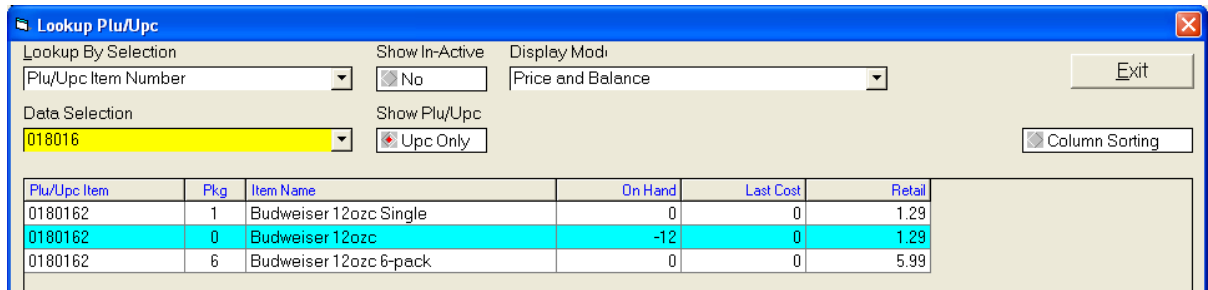 Lookup Plu/Upc
Lookup By Selection Show In-Active Display Mod
Plu/Upc Item Number No Price and Balance Exit
Data Selection Show Plu/Upc
018016 Upc Only Column Sorting
Plu/Upc Item Pkg Item Name On Hand Last Cost Retail
0180162 1 Budweiser 12ozc Single 0 0 1.29
0180162 0 Budweiser 12ozc -12 0 1.29
0180162 6 Budweiser 12ozc 6-pack 0 0 5.99